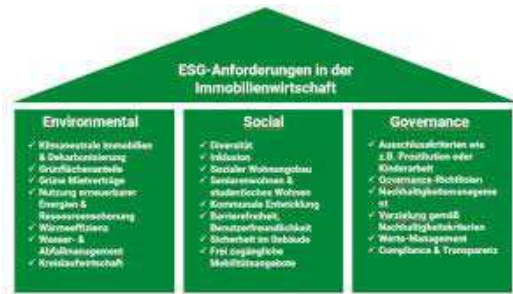 ESG-Anforderungen in der
Immobilienwirtschaft
Environmental
✓ Klimaneutrale Immobilien
& Dekarbonisierung
✓ Grünflächenanteile
✓ Grüne Mietverträge
✓ Nutzung erneuerbarer
Energien &
Ressourcenschonung
✓ Wärmeeffizienz
✓ Wasser- &
Abfallmanagement
✓ Kreislaufwirtschaft
Social
✓ Diversität
✓ Inklusion
✓ Sozialer Wohnungsbau
✓ Seniorenwohnen &
studentisches Wohnen
✓ Kommunale Entwicklung
✓ Barrierefreiheit,
Benutzerfreundlichkeit
✓ Sicherheit im Gebäude
✓ Frei zugängliche
Mobilitätsangebote
Governance
✓ Ausschlusskriterien wie
z.B. Prostitution oder
Kinderarbeit
✓ Governance-Richtlinien
✓ Nachhaltigkeitsmanageme
nt
✓ Verzielung gemäß
Nachhaltigkeitskriterien
✓ Werte-Management
✓ Compliance & Transparenz